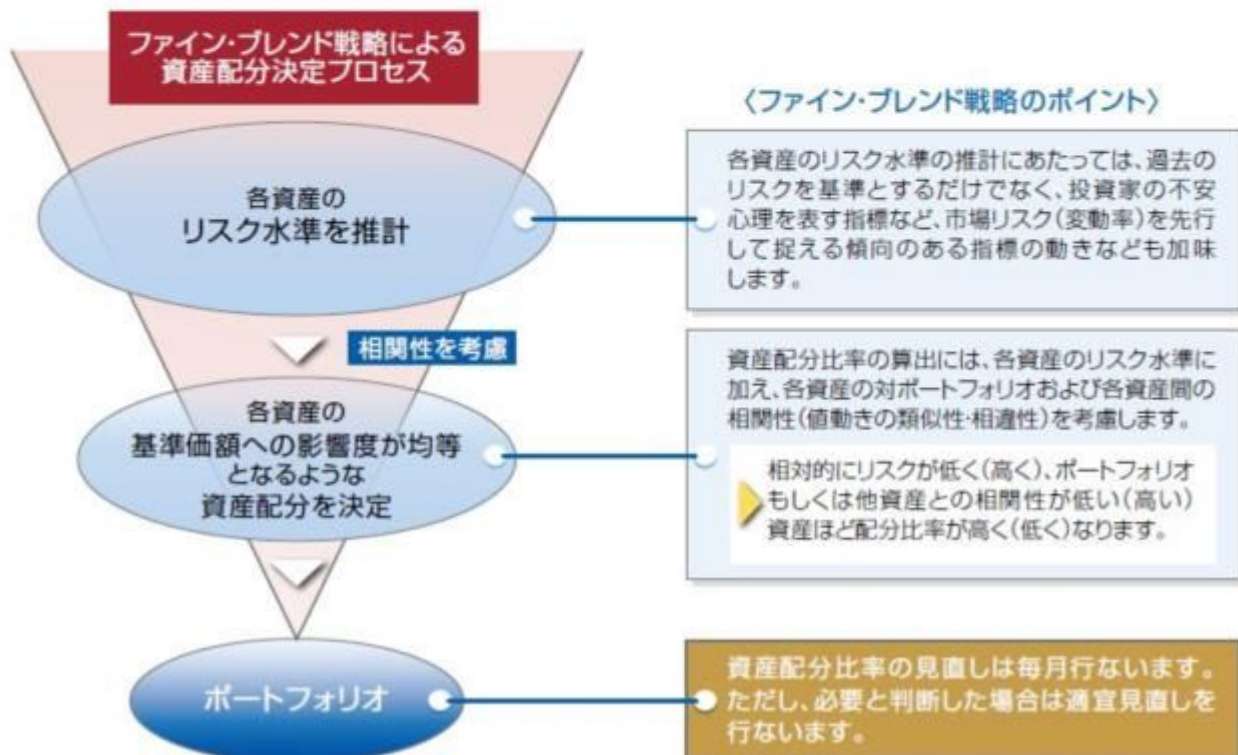 ファイン・ブレンド戦略による
資産配分決定プロセス
〈ファイン・ブレンド戦略のポイント〉
各資産の
リスク水準を推計
各資産のリスク水準の推計にあたっては、過去の
リスクを基準とするだけでなく、投資家の不安
心理を表す指標など、市場リスク(変動率)を先行
して捉える傾向のある指標の動きなども加味
します。
相関性を考慮
各資産の
基準価額への影響度が均等
となるような
資産配分を決定
資産配分比率の算出には、各資産のリスク水準に
加え、各資産の対ポートフォリオおよび各資産間の
相関性(値動きの類似性・相違性)を考慮します。
相対的にリスクが低く(高く)、ポートフォリオ
もしくは他資産との相関性が低い(高い)
資産ほど配分比率が高く(低く)なります。
ポートフォリオ
資産配分比率の見直しは毎月行ないます。
ただし、必要と判断した場合は適宜見直しを
行ないます。